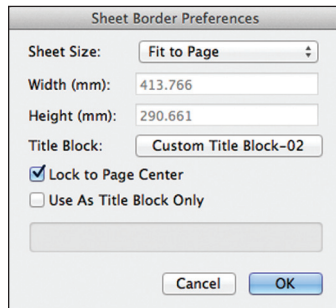 Sheet Border Preferences
Sheet Size: Fit to Page
Width (mm): 413.766
Height (mm): 290.661
Title Block: Custom Title Block-02
Lock to Page Center
Use As Title Block Only
Cancel OK